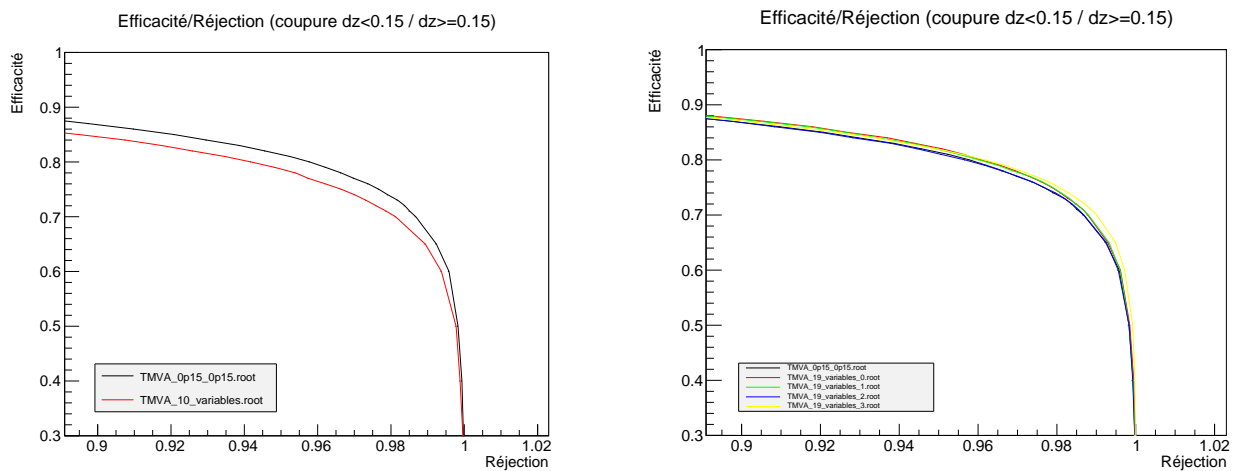 Efficacité/Réjection (coupure dz<0.15 / dz>=0.15)
Efficacité
1
0.9
0.8
0.7
0.6
0.5
0.4
0.3
TMVA_0p15_0p15.root
TMVA_10_variables.root
0.9 0.92 0.94 0.96 0.98 1 1.02
Réjection
Efficacité/Réjection (coupure dz<0.15 / dz>=0.15)
Efficacité
1
0.9
0.8
0.7
0.6
0.5
0.4
0.3
TMVA_0p15_0p15.root
TMVA_19_variables_0.root
TMVA_19_variables_1.root
TMVA_19_variables_2.root
TMVA_19_variables_3.root
0.9 0.92 0.94 0.96 0.98 1 1.02
Réjection